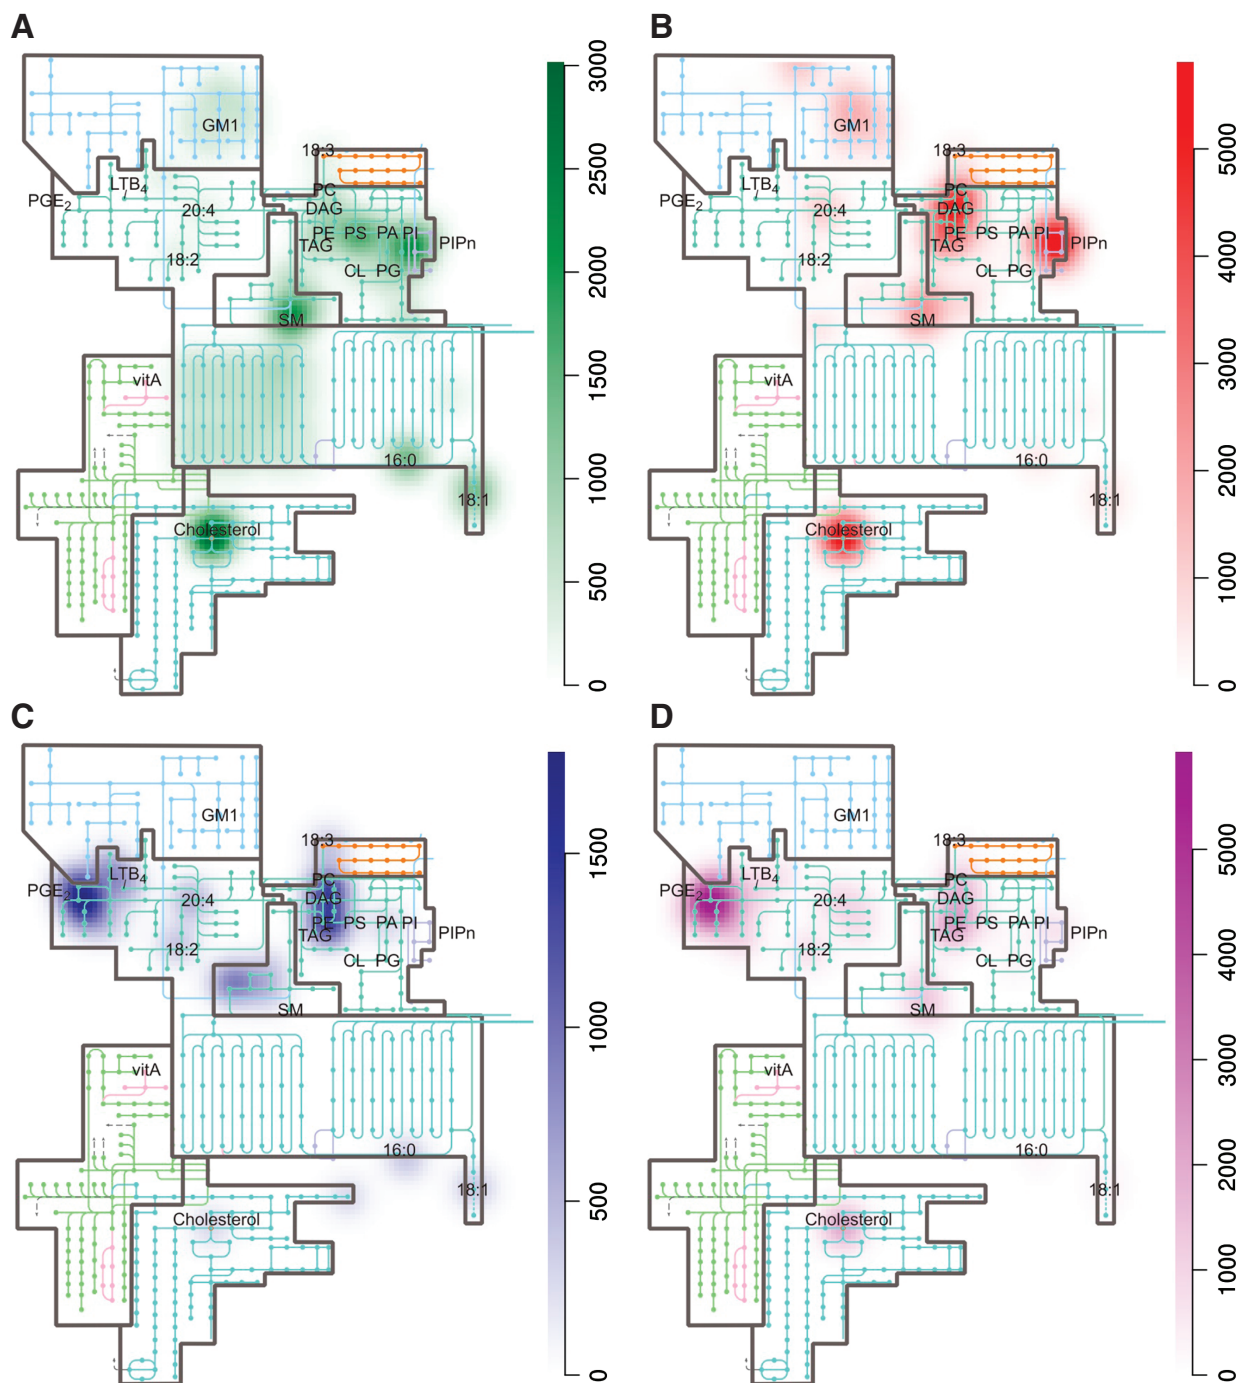 A
GM1
18:3
LTB4
PC
PGE2
20:4
DAG
PE PS PA PI
TAG
PIPn
18:2
CL PG
SM
vitA
16:0
18:1
Cholesterol
3000
2500
2000
1500
1000
500
0
B
GM1
18:3
LTB4
PC
PGE2
20:4
DAG
PE PS PA PI
TAG
PIPn
18:2
CL PG
SM
vitA
16:0
18:1
Cholesterol
5000
4000
3000
2000
1000
0
C
GM1
18:3
LTB4
PC
PGE2
20:4
DAG
PE PS PA PI
TAG
PIPn
18:2
CL PG
SM
vitA
16:0
18:1
Cholesterol
1500
1000
500
0
D
GM1
18:3
LTB4
PC
PGE2
20:4
DAG
PE PS PA PI
TAG
PIPn
18:2
CL PG
SM
vitA
16:0
18:1
Cholesterol
5000
4000
3000
2000
1000
0